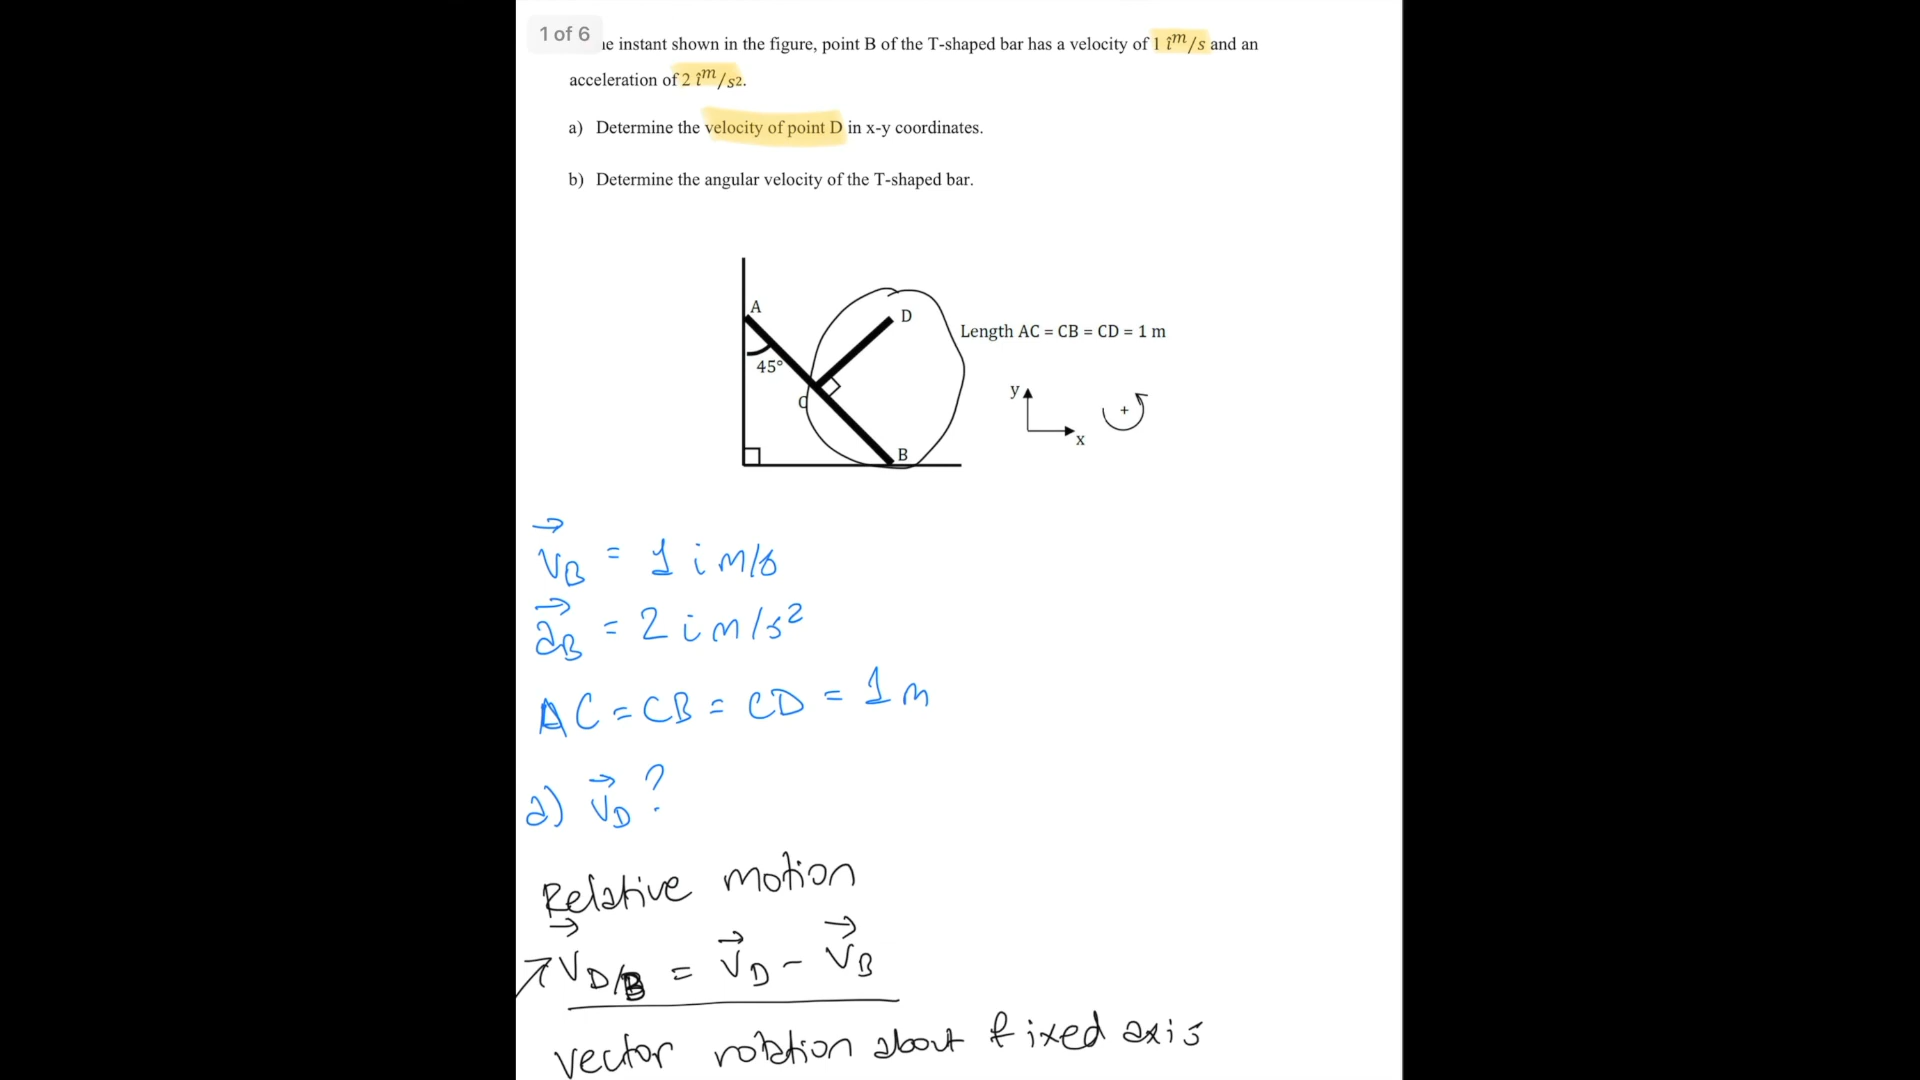 1 of 6
e instant shown in the figure, point B of the T-shaped bar has a velocity of 1 î m/s and an
acceleration of 2 î m/s2.
a) Determine the velocity of point D in x-y coordinates.
b) Determine the angular velocity of the T-shaped bar.
A
D
Length AC = CB = CD = 1 m
45°
y
+
C
x
B
v⃗B = 1 i m/s
a⃗B = 2 i m/s²
AC = CB = CD = 1 m
a) v⃗D ?
Relative motion
v⃗D/B = v⃗D - v⃗B
vector rotation about fixed axis